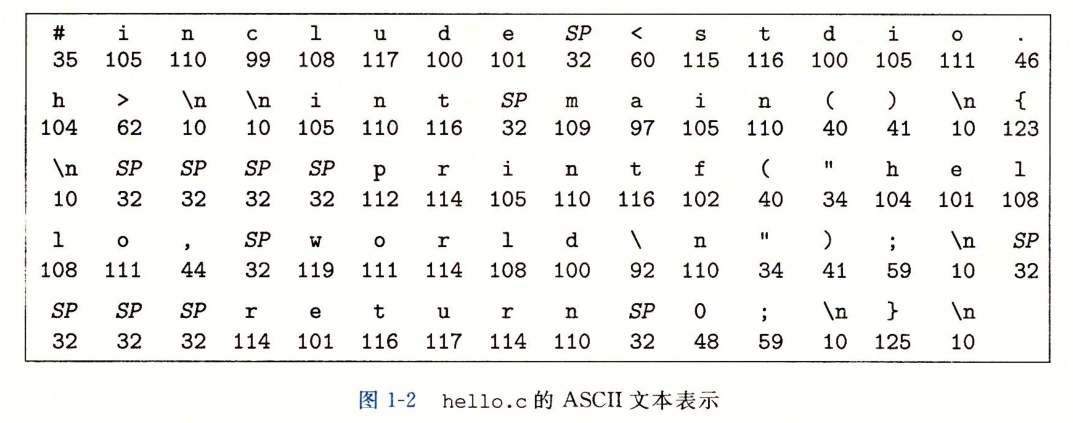 # i n c l u d e SP < s t d i o .
35 105 110 99 108 117 100 101 32 60 115 116 100 105 111 46
h > \n \n i n t SP m a i n ( ) \n {
104 62 10 10 105 110 116 32 109 97 105 110 40 41 10 123
\n SP SP SP SP p r i n t f ( " h e l
10 32 32 32 32 112 114 105 110 116 102 40 34 104 101 108
l o , SP w o r l d \ n " ) ; \n SP
108 111 44 32 119 111 114 108 100 92 110 34 41 59 10 32
SP SP SP r e t u r n SP 0 ; \n } \n
32 32 32 114 101 116 117 114 110 32 48 59 10 125 10
图 1-2 hello.c 的 ASCII 文本表示